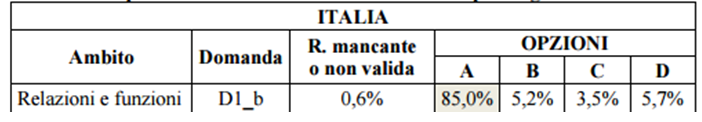 ITALIA
Ambito Domanda R. mancante o non valida OPZIONI
A B C D
Relazioni e funzioni D1_b 0,6% 85,0% 5,2% 3,5% 5,7%